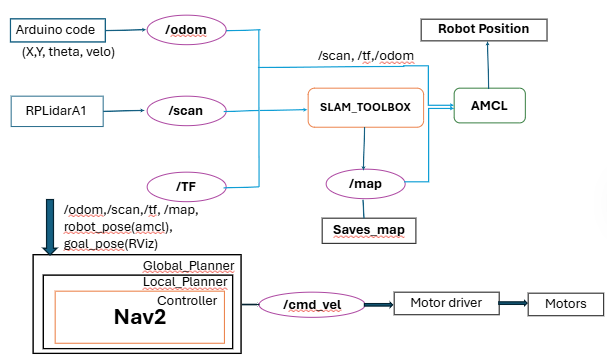 Arduino code
(X,Y, theta, velo)
/odom
/scan, /tf,/odom
Robot Position
RPLidarA1
/scan
SLAM_TOOLBOX
AMCL
/TF
/map
Saves_map
/odom,/scan,/tf, /map,
robot_pose(amcl),
goal_pose(RViz)
Global_Planner
Local_Planner
Controller
Nav2
/cmd_vel
Motor driver
Motors